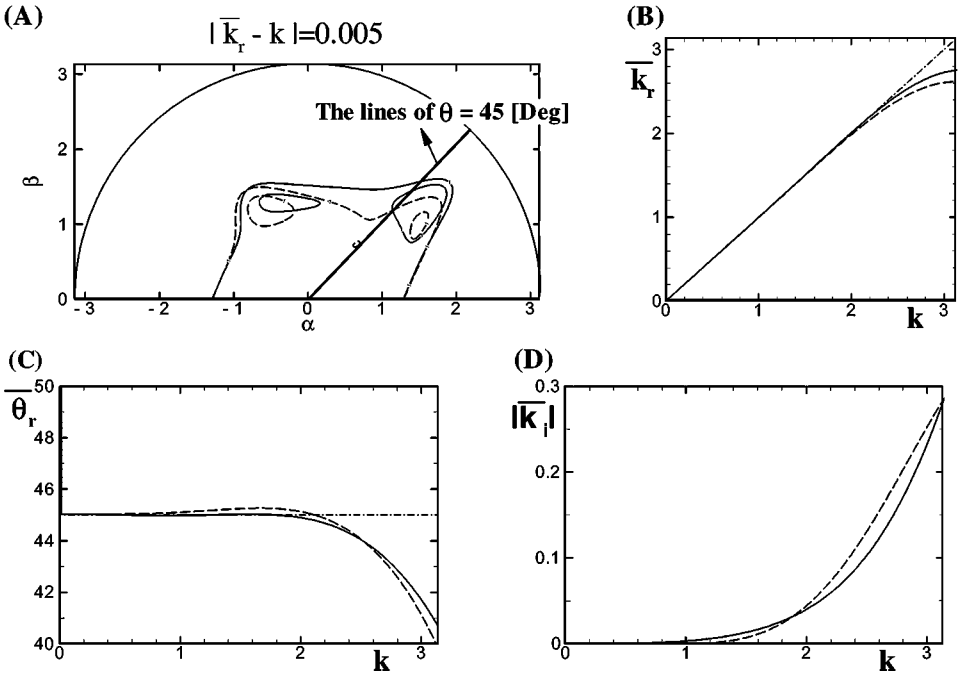 (A)
| k̅r - k |=0.005
The lines of θ = 45 [Deg]
β
3
2
1
0
-3 -2 -1 0 1 2 3
α
(B)
k̅r
3
2
1
0
0 1 2 3
k
(C)
θ̅r
50
48
46
44
42
40
0 1 2 3
k
(D)
|k̅i|
0.3
0.2
0.1
0
0 1 2 3
k